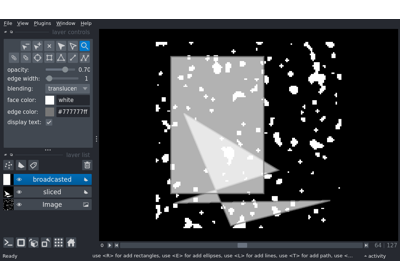 File View Plugins Window Help
layer controls
opacity: 0.70
edge width: 1
blending: translucen
face color: white
edge color: #777777ff
display text:
layer list
broadcasted
sliced
Image
0 64 : 127
Ready use <R> for add rectangles, use <E> for add ellipses, use <L> for add lines, use <T> for add path, use <... activity